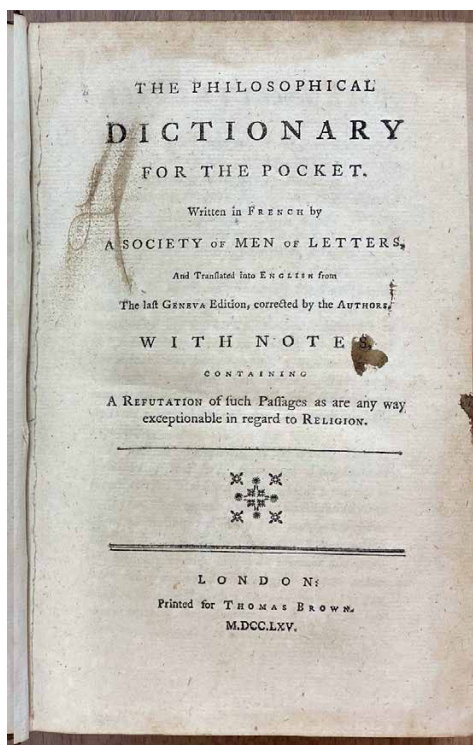 THE PHILOSOPHICAL
DICTIONARY
FOR THE POCKET.
Written in FRENCH by
A SOCIETY OF MEN OF LETTERS,
And Tranſlated into ENGLISH from
The laſt GENEVA Edition, corrected by the AUTHORS.
WITH NOTES,
CONTAINING
A REFUTATION of ſuch Paſſages as are any way
exceptionable in regard to RELIGION.
LONDON:
Printed for THOMAS BROWN.
M.DCC.LXV.